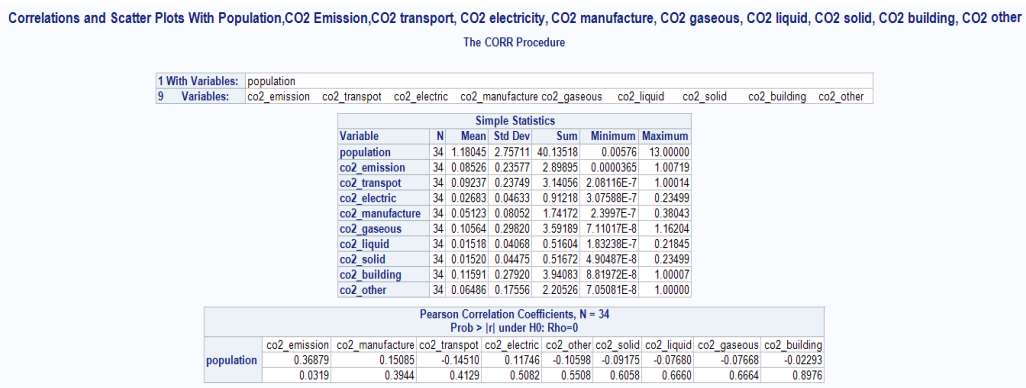 Correlations and Scatter Plots With Population,CO2 Emission,CO2 transport, CO2 electricity, CO2 manufacture, CO2 gaseous, CO2 liquid, CO2 solid, CO2 building, CO2 other
The CORR Procedure
1 With Variables: population
9 Variables: co2_emission co2_transpot co2_electric co2_manufacture co2_gaseous co2_liquid co2_solid co2_building co2_other
Simple Statistics
Variable N Mean Std Dev Sum Minimum Maximum
population 34 1.18045 2.75711 40.13518 0.00576 13.00000
co2_emission 34 0.08526 0.23577 2.89895 0.0000365 1.00719
co2_transpot 34 0.09237 0.23749 3.14056 2.08116E-7 1.00014
co2_electric 34 0.02683 0.04633 0.91218 3.07588E-7 0.23499
co2_manufacture 34 0.05123 0.08052 1.74172 2.3997E-7 0.38043
co2_gaseous 34 0.10564 0.29820 3.59189 7.11017E-8 1.16204
co2_liquid 34 0.01518 0.04068 0.51604 1.83238E-7 0.21845
co2_solid 34 0.01520 0.04475 0.51672 4.90487E-8 0.23499
co2_building 34 0.11591 0.27920 3.94083 8.81972E-8 1.00007
co2_other 34 0.06486 0.17556 2.20526 7.05081E-8 1.00000
Pearson Correlation Coefficients, N = 34
Prob > |r| under H0: Rho=0
co2_emission co2_manufacture co2_transpot co2_electric co2_other co2_solid co2_liquid co2_gaseous co2_building
population 0.36879 0.15085 -0.14510 0.11746 -0.10598 -0.09175 -0.07680 -0.07668 -0.02293
0.0319 0.3944 0.4129 0.5082 0.5508 0.6058 0.6660 0.6664 0.8976